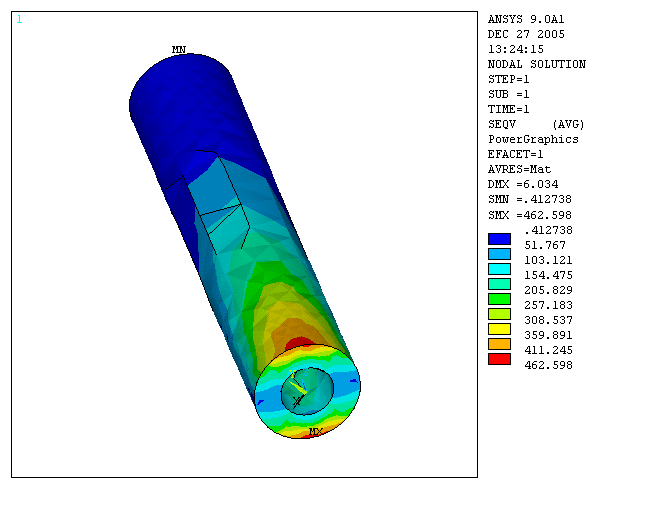 1
MN
MX
X
ANSYS 9.0A1
DEC 27 2005
13:24:15
NODAL SOLUTION
STEP=1
SUB =1
TIME=1
SEQV (AVG)
PowerGraphics
EFACET=1
AVRES=Mat
DMX =6.034
SMN =.412738
SMX =462.598
.412738
51.767
103.121
154.475
205.829
257.183
308.537
359.891
411.245
462.598